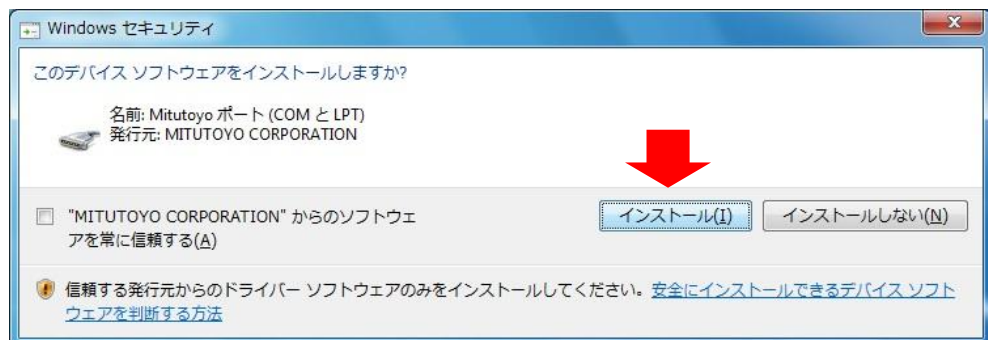 Windows セキュリティ
このデバイス ソフトウェアをインストールしますか?
名前: Mitutoyo ポート (COM と LPT)
発行元: MITUTOYO CORPORATION
"MITUTOYO CORPORATION" からのソフトウェ
アを常に信頼する(A)
インストール(I)
インストールしない(N)
信頼する発行元からのドライバー ソフトウェアのみをインストールしてください。安全にインストールできるデバイス ソフト
ウェアを判断する方法